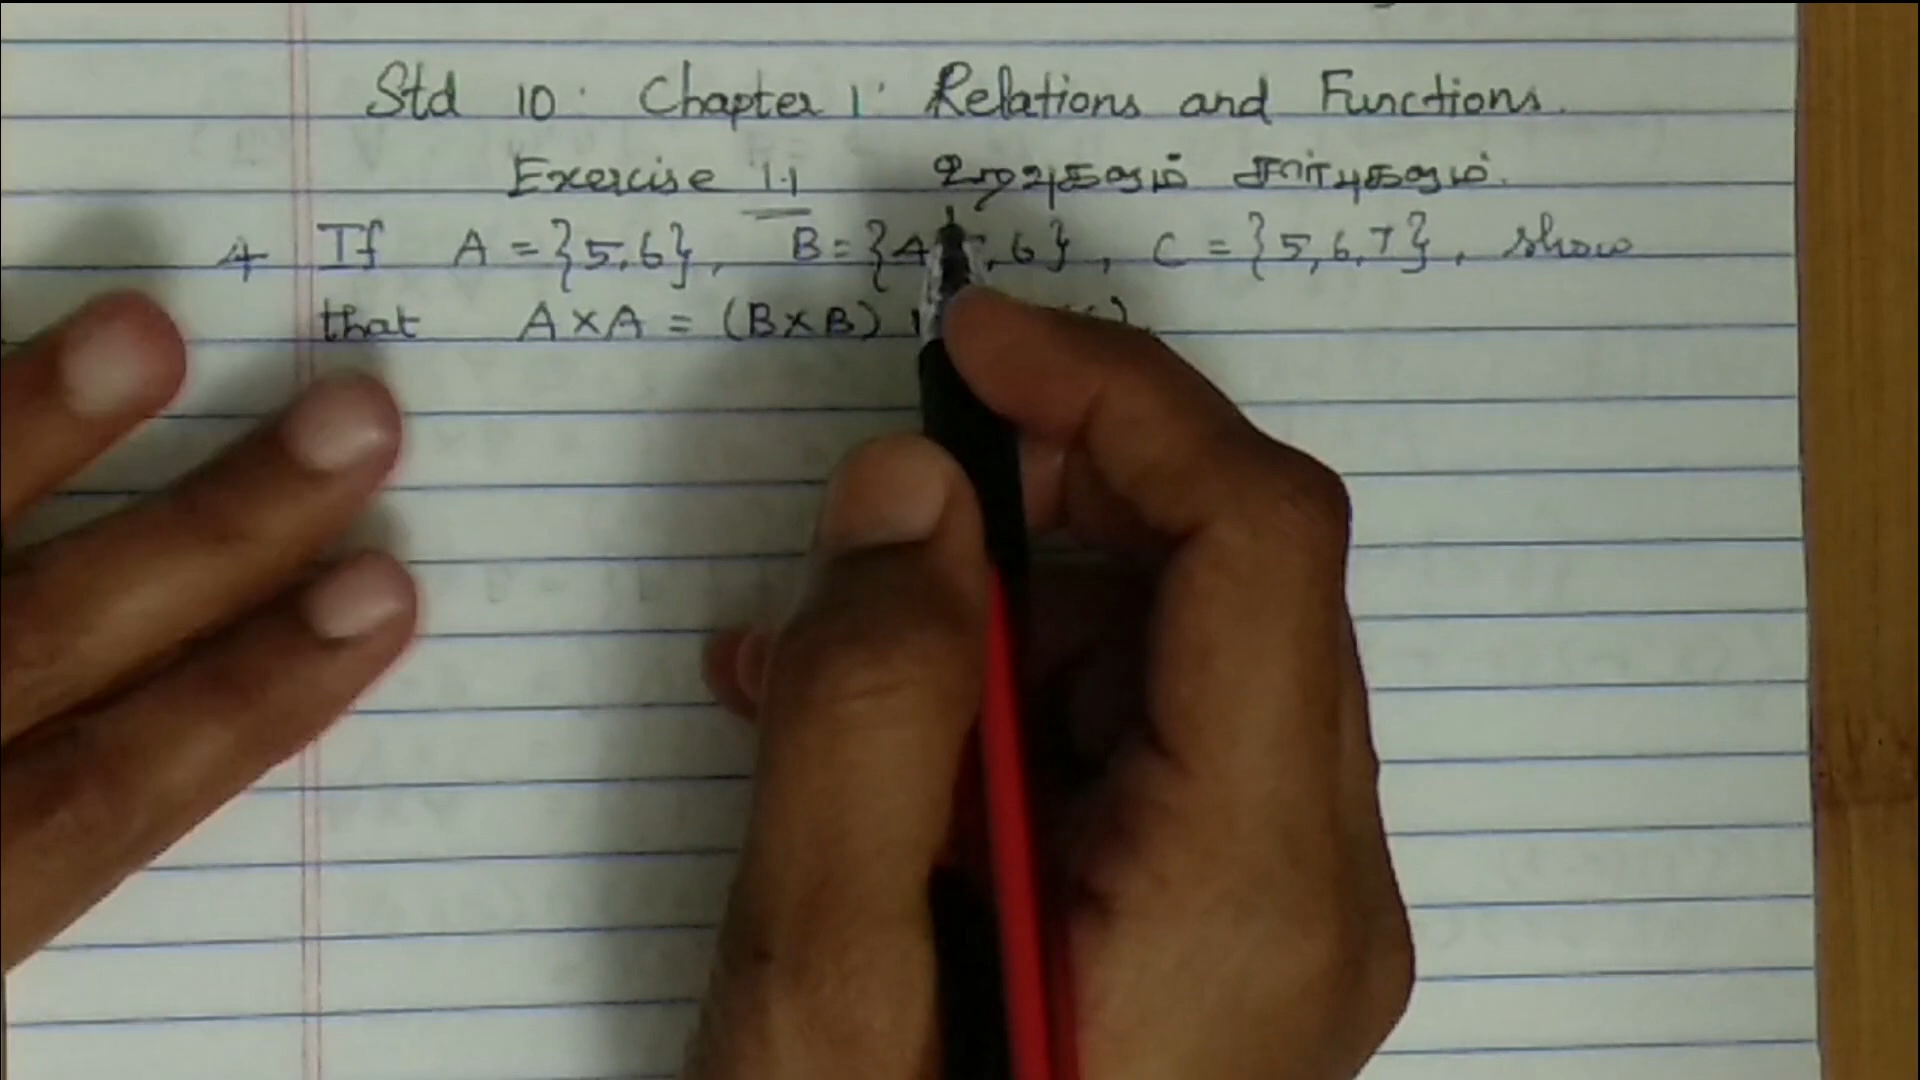 Std 10. Chapter 1. Relations and Functions.
Exercise 1.1 உறவுகளும் சார்புகளும்.
4 If A = {5,6}, B = {4 ,6}, C = {5,6,7}, show
that A×A = (B×B)